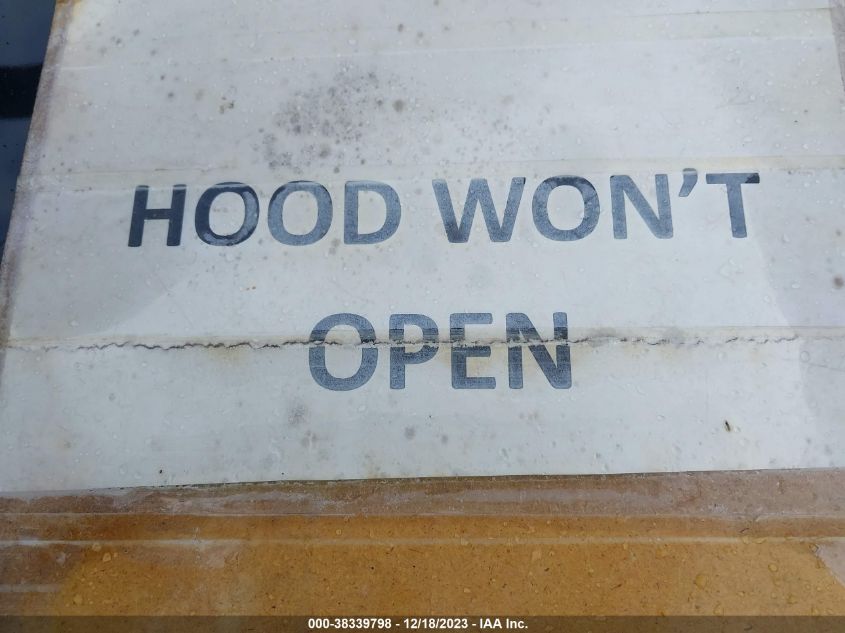 HOOD WON'T
OPEN
000-38339798 - 12/18/2023 - IAA Inc.